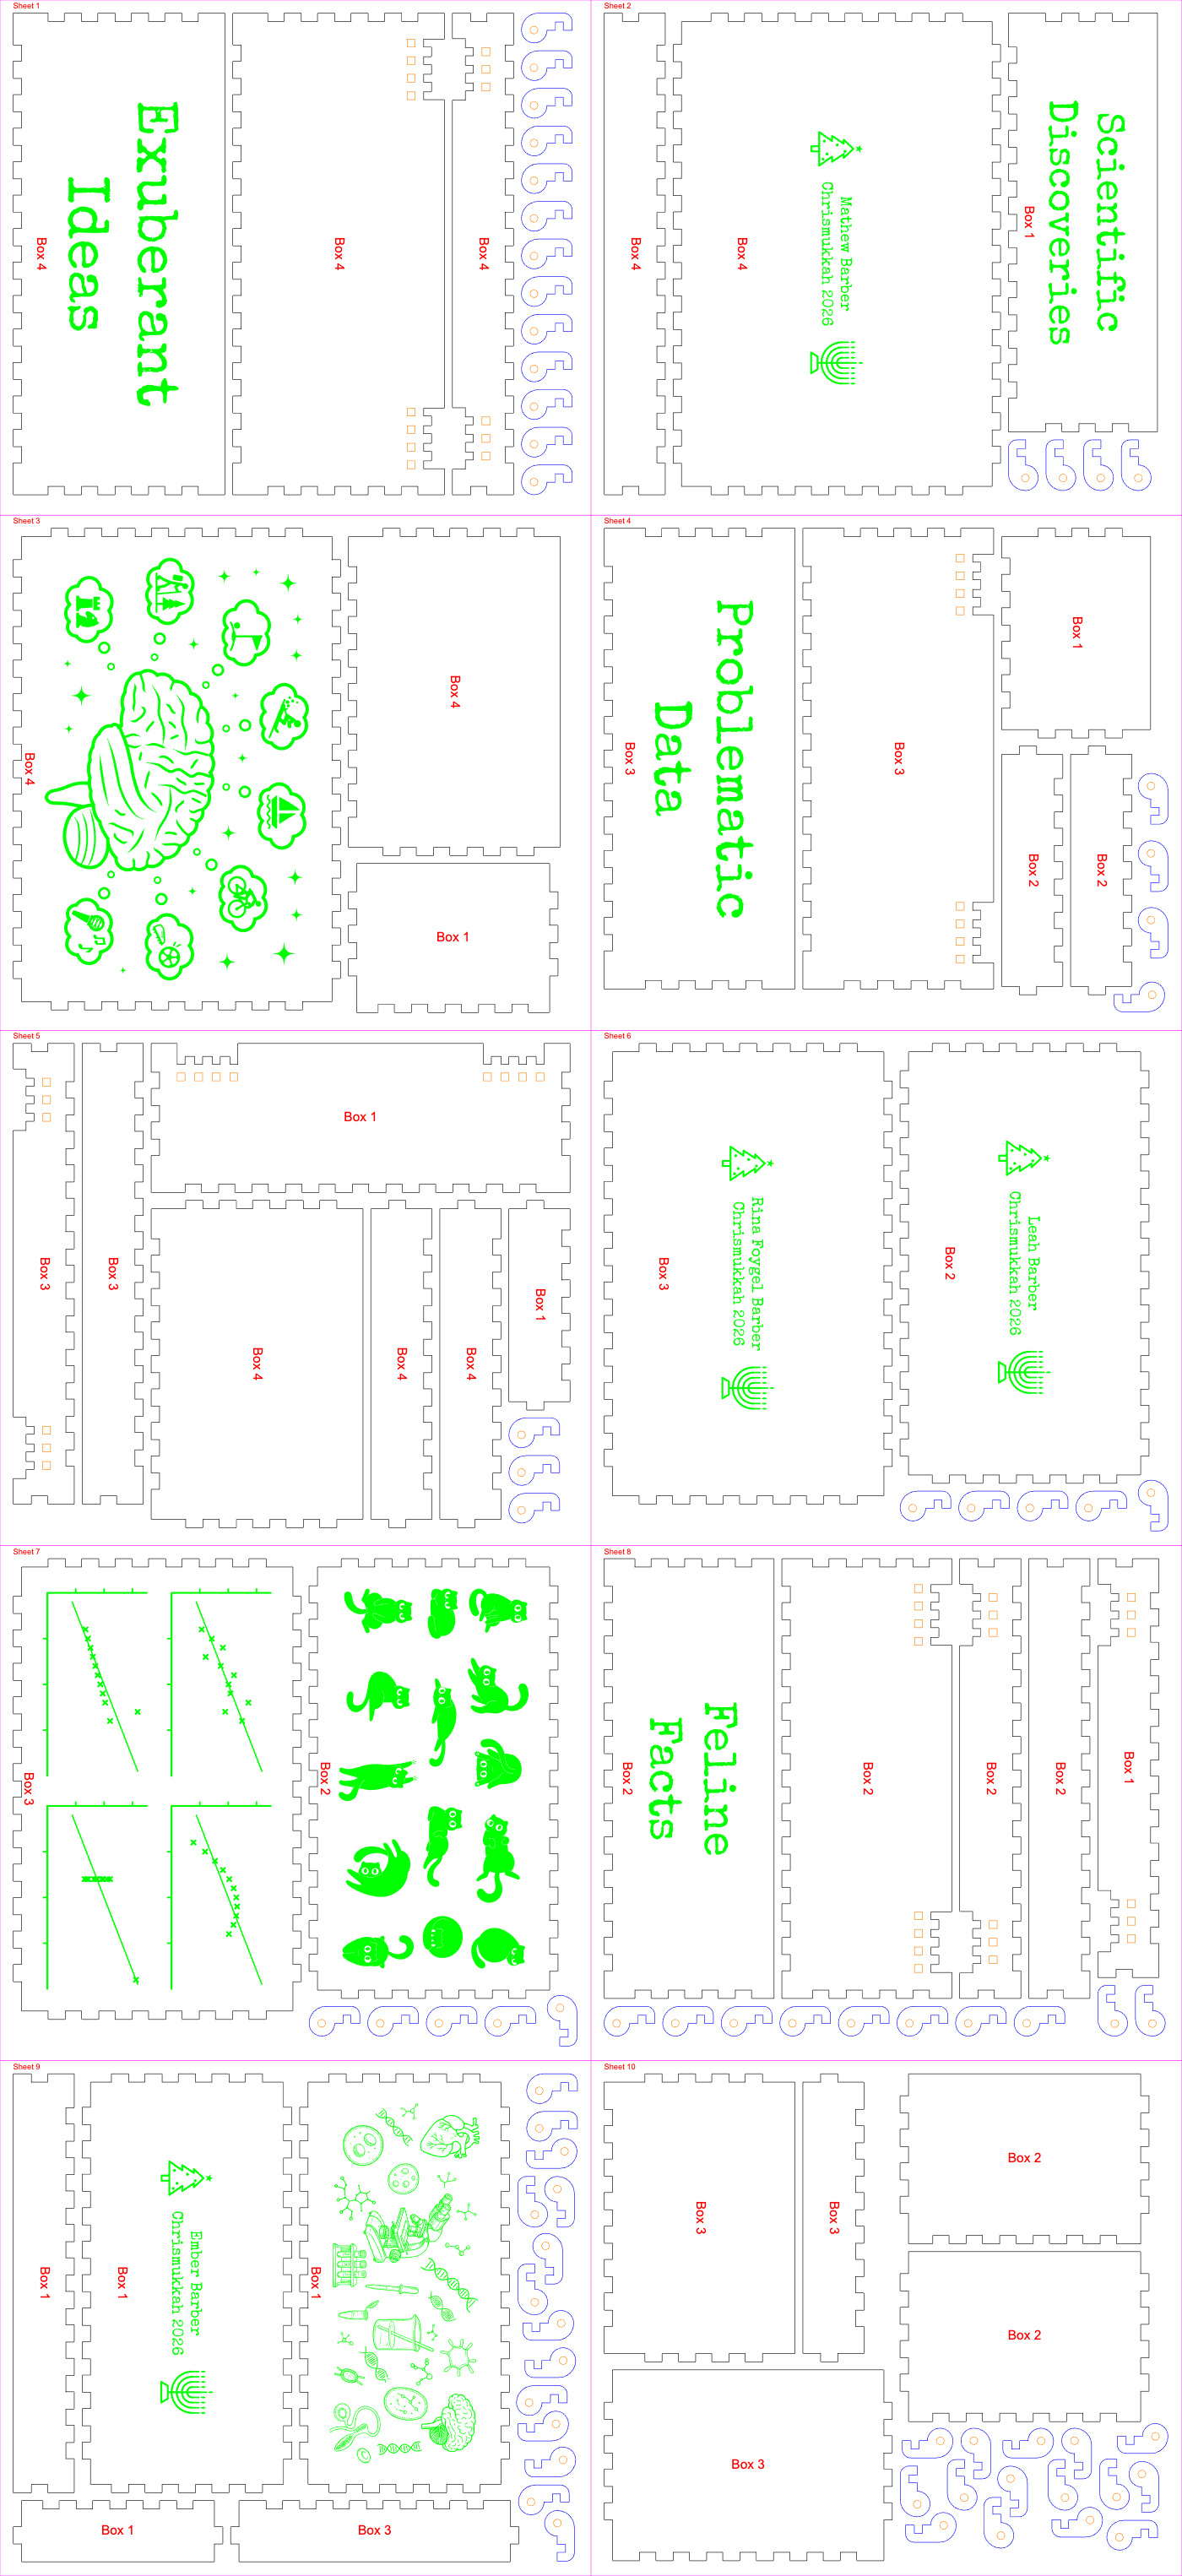 Sheet 1
Exuberant
Ideas
Box 4
Box 4
Box 4
Sheet 2
Box 4
Box 4
Mathew Barber
Chrismukkah 2026
Scientific
Discoveries
Box 1
Sheet 3
Box 4
Box 4
Box 1
Sheet 4
Problematic
Data
Box 3
Box 3
Box 1
Box 2
Box 2
Sheet 5
Box 3
Box 3
Box 1
Box 4
Box 4
Box 4
Box 1
Sheet 6
Rina Foygel Barber
Chrismukkah 2026
Box 3
Leah Barber
Chrismukkah 2026
Box 2
Sheet 7
Box 3
Box 2
Sheet 8
Feline
Facts
Box 2
Box 2
Box 2
Box 2
Box 1
Sheet 9
Box 1
Ember Barber
Chrismukkah 2026
Box 1
Box 1
Box 1
Box 3
Sheet 10
Box 3
Box 3
Box 2
Box 2
Box 3